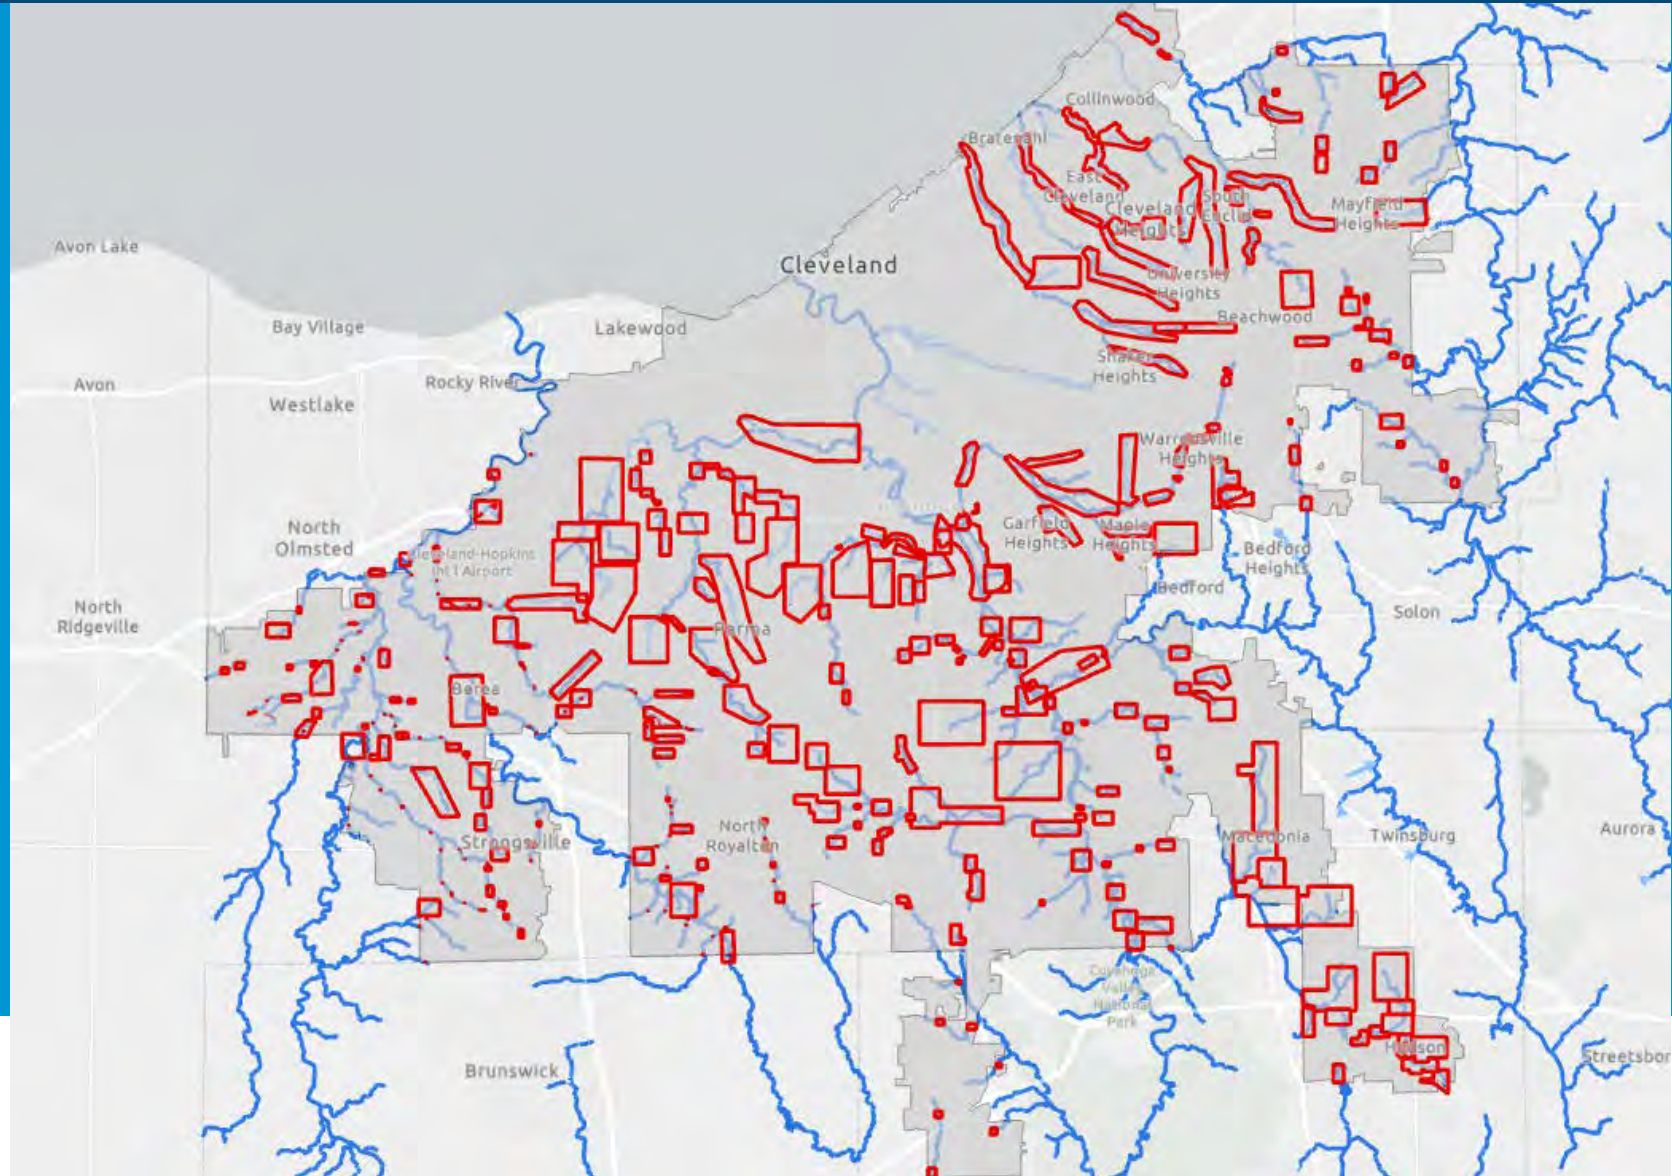 Collinwood
Bratenahl
East
Cleveland
Cleveland
Heights
South
Euclid
Mayfield
Heights
Avon Lake
Cleveland
University
Heights
Bay Village
Lakewood
Beachwood
Shaker
Heights
Avon
Rocky River
Westlake
Warrensville
Heights
North
Olmsted
Cleveland-Hopkins
Int'l Airport
Garfield
Heights
Maple
Heights
Bedford
Heights
Bedford
North
Ridgeville
Solon
Parma
Berea
Strongsville
North
Royalton
Macedonia
Twinsburg
Aurora
Cuyahoga
Valley
National
Park
Brunswick
Hudson
Streetsbor